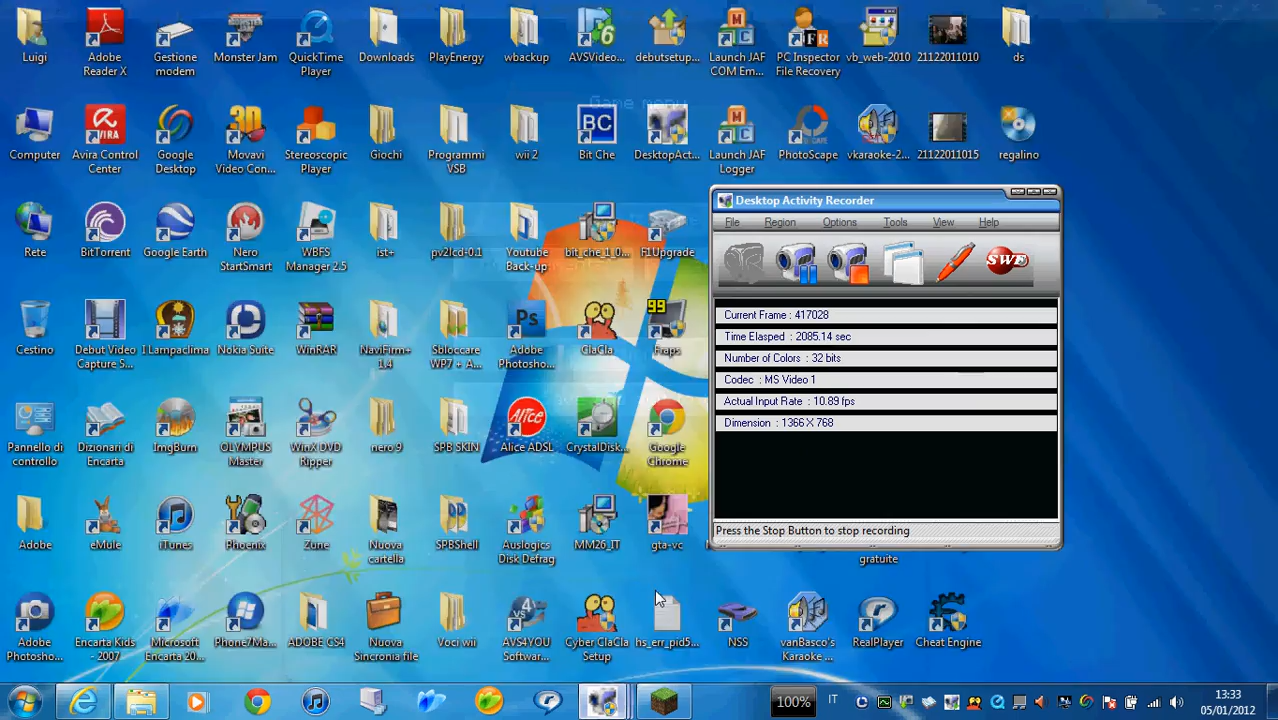 Luigi
Adobe
Reader X
Gestione
modem
Monster Jam
QuickTime
Player
Downloads
PlayEnergy
wbackup
AVSVideo...
debutsetup...
Launch JAF
COM Em...
PC Inspector
File Recovery
vb_web-2010
21122011010
ds
Game menu
Computer
Avira Control
Center
Google
Desktop
Movavi
Video Con...
Stereoscopic
Player
Giochi
Programmi
VSB
wii 2
BC
Bit Che
DesktopAct...
Launch JAF
Logger
PhotoScape
vkaraoke-2...
21122011015
regalino
Rete
BitTorrent
Google Earth
Nero
StartSmart
WBFS
Manager 2.5
ist+
pv2lcd-0.1
Youtube
Back-up
bit_che_1_0...
F1Upgrade
Cestino
Debut Video
Capture S...
I Lampaclima
Nokia Suite
WinRAR
NaviFirm+
1.4
Sbloccare
WP7 + A...
Ps
Adobe
Photosho...
ClaCla
99
Fraps
Pannello di
controllo
Dizionari di
Encarta
ImgBurn
OLYMPUS
Master
WinX DVD
Ripper
nero 9
SPB SKIN
Alice
Alice ADSL
CrystalDisk...
Google
Chrome
Adobe
eMule
iTunes
Phoenix
Zune
Nuova
cartella
SPBShell
Auslogics
Disk Defrag
MM26_IT
gta-vc
gratuite
Adobe
Photosho...
Encarta Kids
- 2007
Microsoft
Encarta 20...
Phone7Ma...
ADOBE CS4
Nuova
Sincronia file
Voci wii
AVS4YOU
Softwar...
Cyber ClaCla
Setup
hs_err_pid5...
NSS
vanBasco's
Karaoke ...
RealPlayer
Cheat Engine
Desktop Activity Recorder
File Region Options Tools View Help
SWF
Current Frame : 417028
Time Elasped : 2085.14 sec
Number of Colors : 32 bits
Codec : MS Video 1
Actual Input Rate : 10.89 fps
Dimension : 1366 X 768
Press the Stop Button to stop recording
100%
IT
13:33
05/01/2012